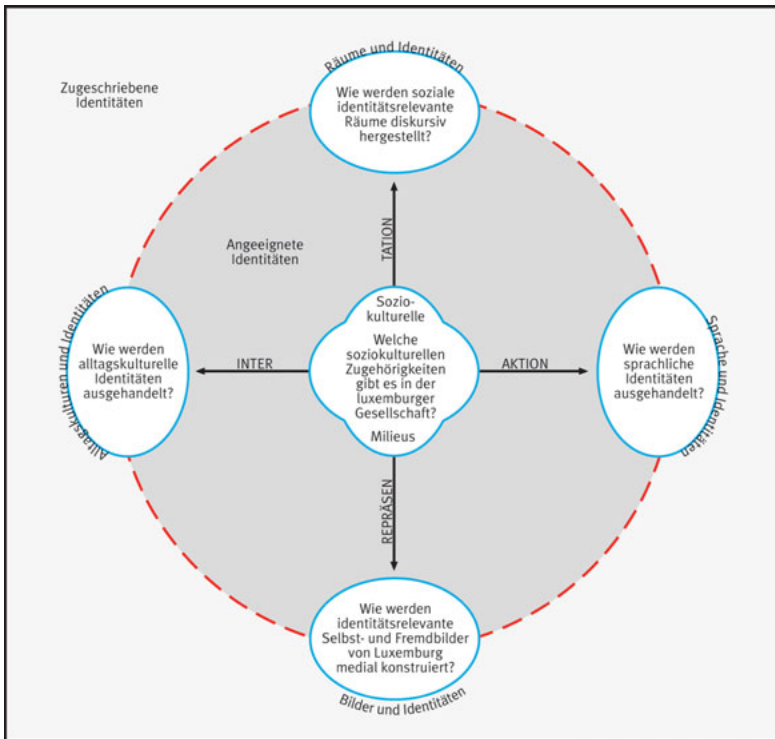 Räume und Identitäten
Zugeschriebene
Identitäten
Wie werden soziale
identitätsrelevante
Räume diskursiv
hergestellt?
TATION
Angeeignete
Identitäten
Alltagskulturen und Identitäten
Wie werden
alltagskulturelle
Identitäten
ausgehandelt?
INTER
Sozio-
kulturelle
Welche
soziokulturellen
Zugehörigkeiten
gibt es in der
luxemburger
Gesellschaft?
Milieus
AKTION
Wie werden
sprachliche
Identitäten
ausgehandelt?
Sprache und Identitäten
REPRÄSEN
Wie werden
identitätsrelevante
Selbst- und Fremdbilder
von Luxemburg
medial konstruiert?
Bilder und Identitäten